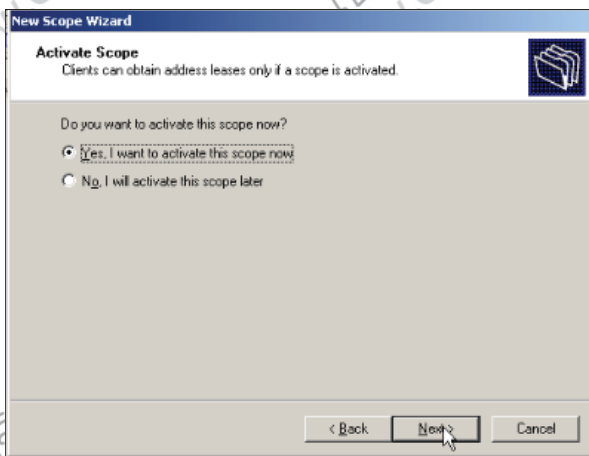 New Scope Wizard
Activate Scope
Clients can obtain address leases only if a scope is activated.
Do you want to activate this scope now?
Yes, I want to activate this scope now
No, I will activate this scope later
< Back
Next >
Cancel